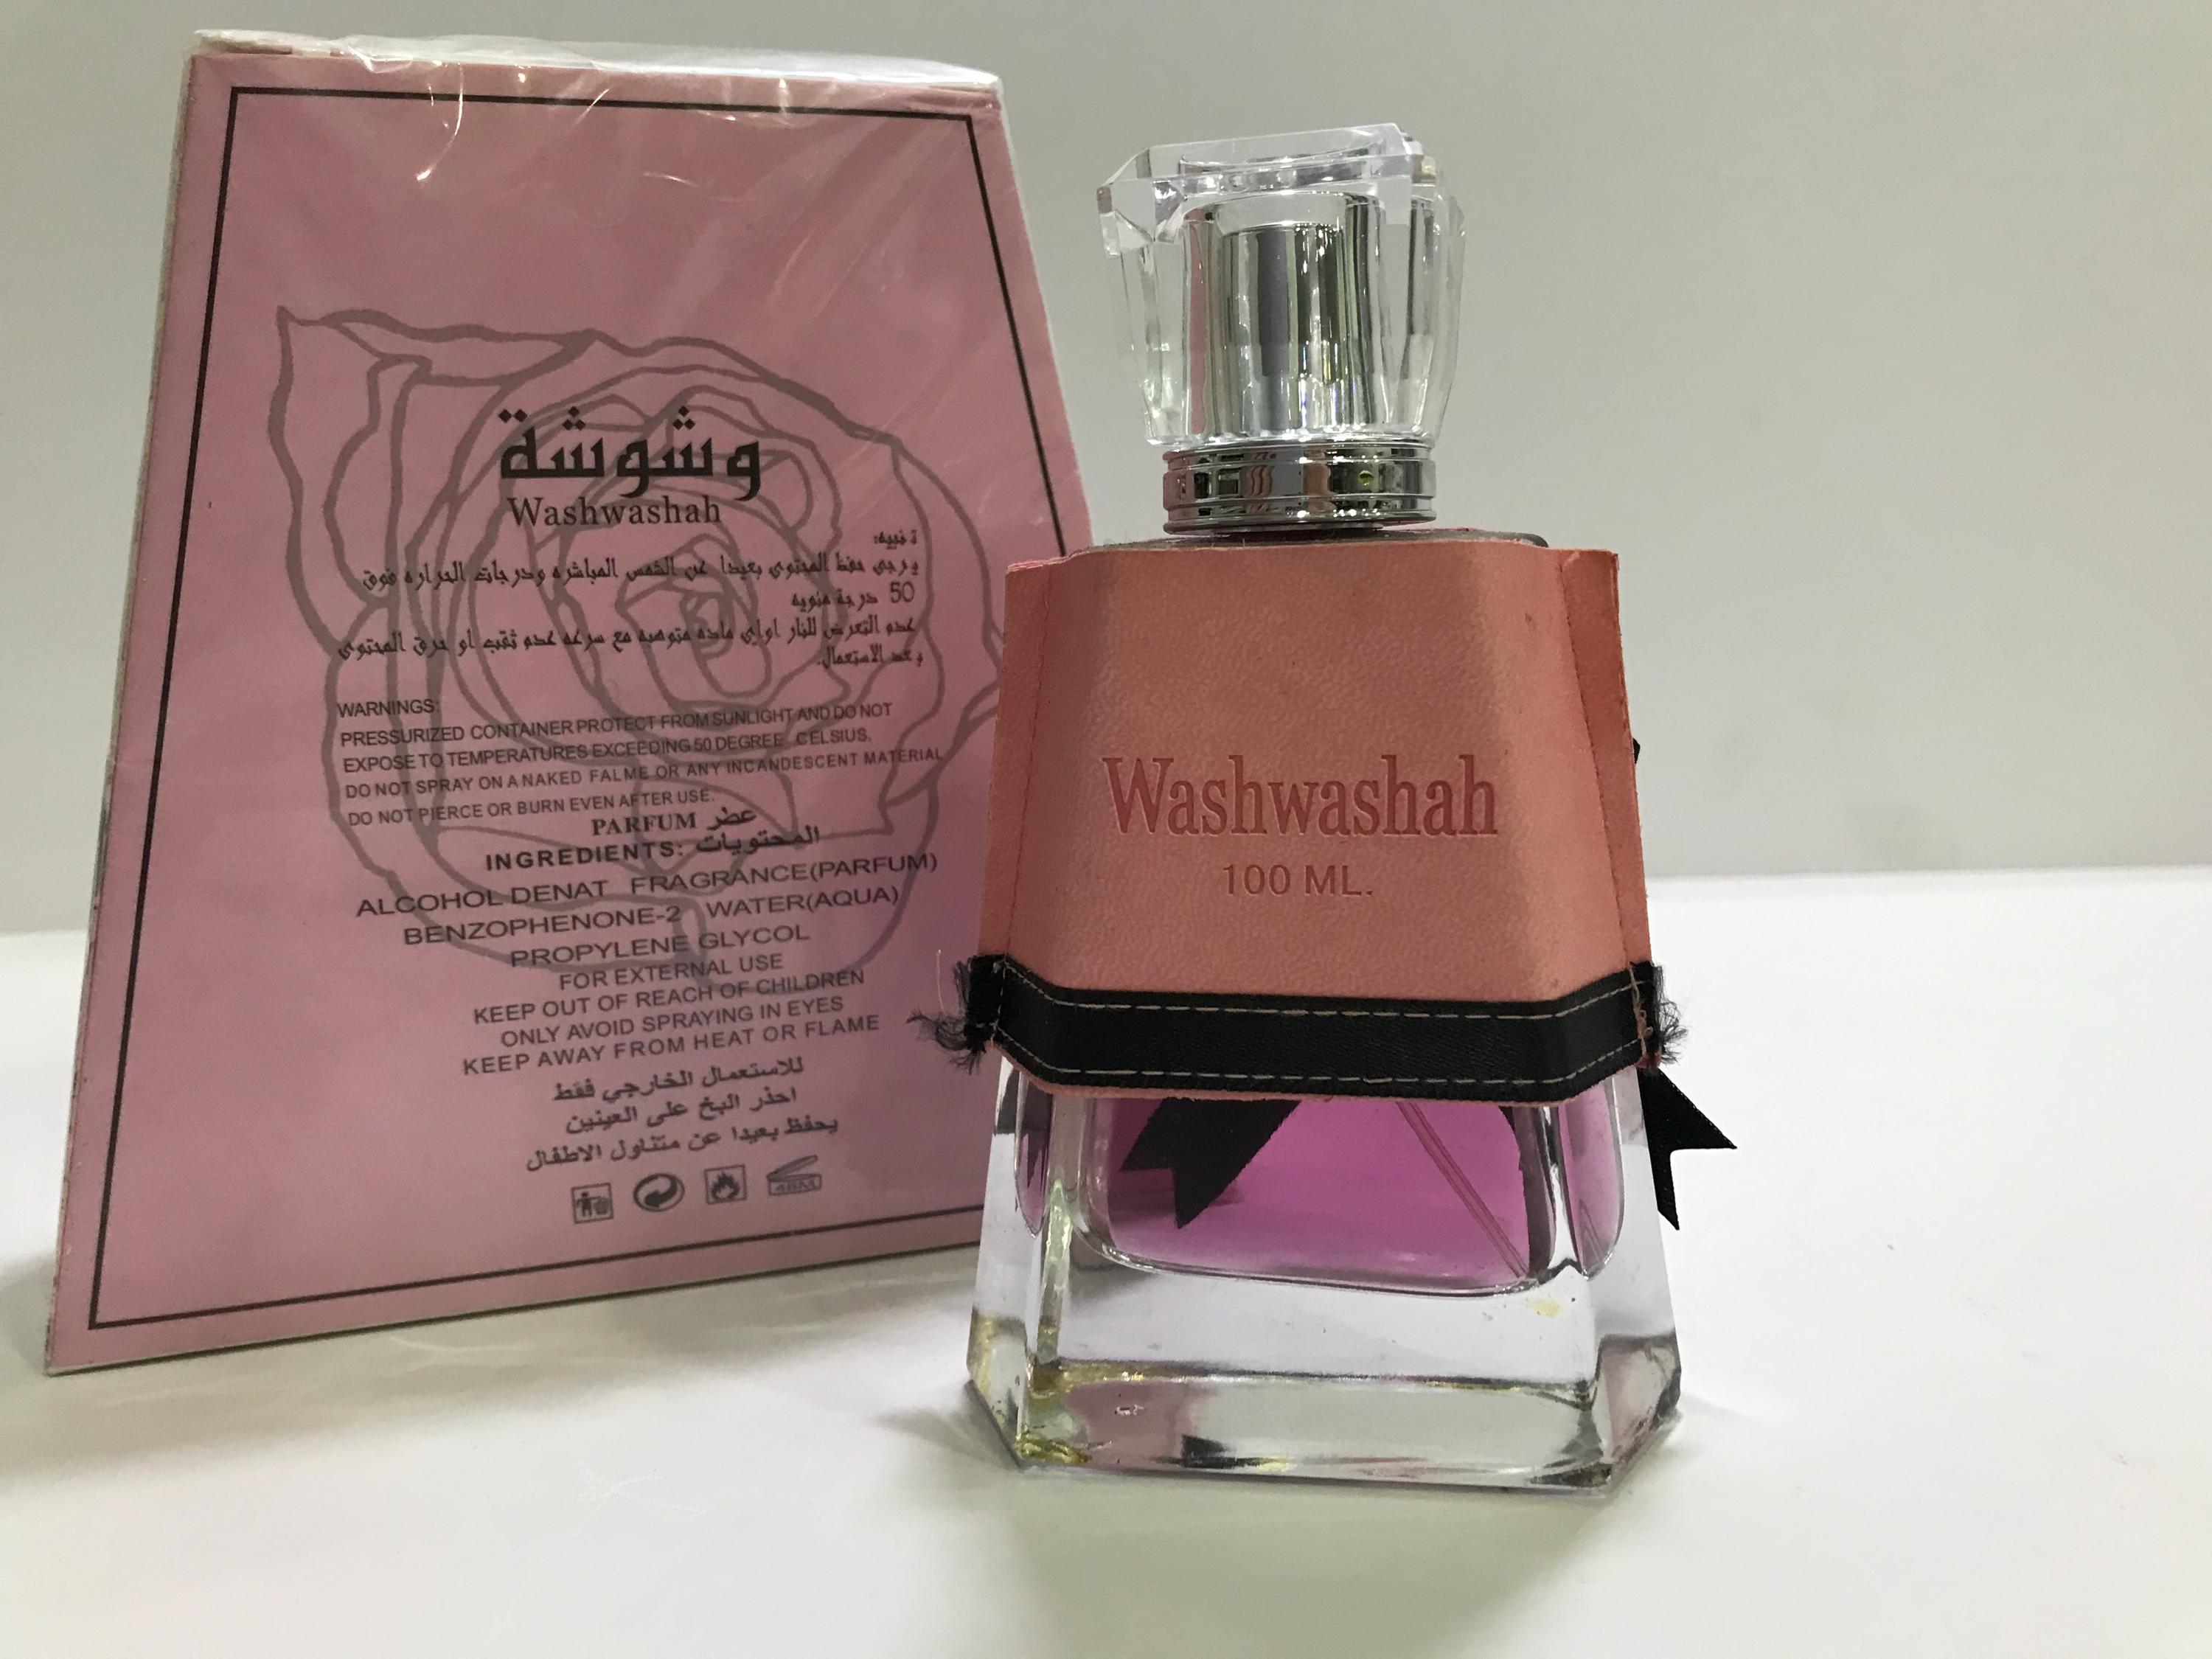 وشوشة
Washwashah
تنبيه:
يرجى حفظ المحتوى بعيدا عن الشمس المباشره ودرجات الحراره فوق
50 درجة مئويه
عدم التعرض للنار اواي ماده متوهجه مع سرعه عدم ثقب او حرق المحتوى
بعد الاستعمال.
WARNINGS:
PRESSURIZED CONTAINER PROTECT FROM SUNLIGHT AND DO NOT
EXPOSE TO TEMPERATURES EXCEEDING 50 DEGREE CELSIUS.
DO NOT SPRAY ON A NAKED FALME OR ANY INCANDESCENT MATERIAL
DO NOT PIERCE OR BURN EVEN AFTER USE.
PARFUM عطر
INGREDIENTS: المحتويات
ALCOHOL DENAT FRAGRANCE(PARFUM)
BENZOPHENONE-2 WATER(AQUA)
PROPYLENE GLYCOL
FOR EXTERNAL USE
KEEP OUT OF REACH OF CHILDREN
ONLY AVOID SPRAYING IN EYES
KEEP AWAY FROM HEAT OR FLAME
للاستعمال الخارجي فقط
احذر البخ على العينين
يحفظ بعيدا عن متناول الاطفال
48M
Washwashah
100 ML.